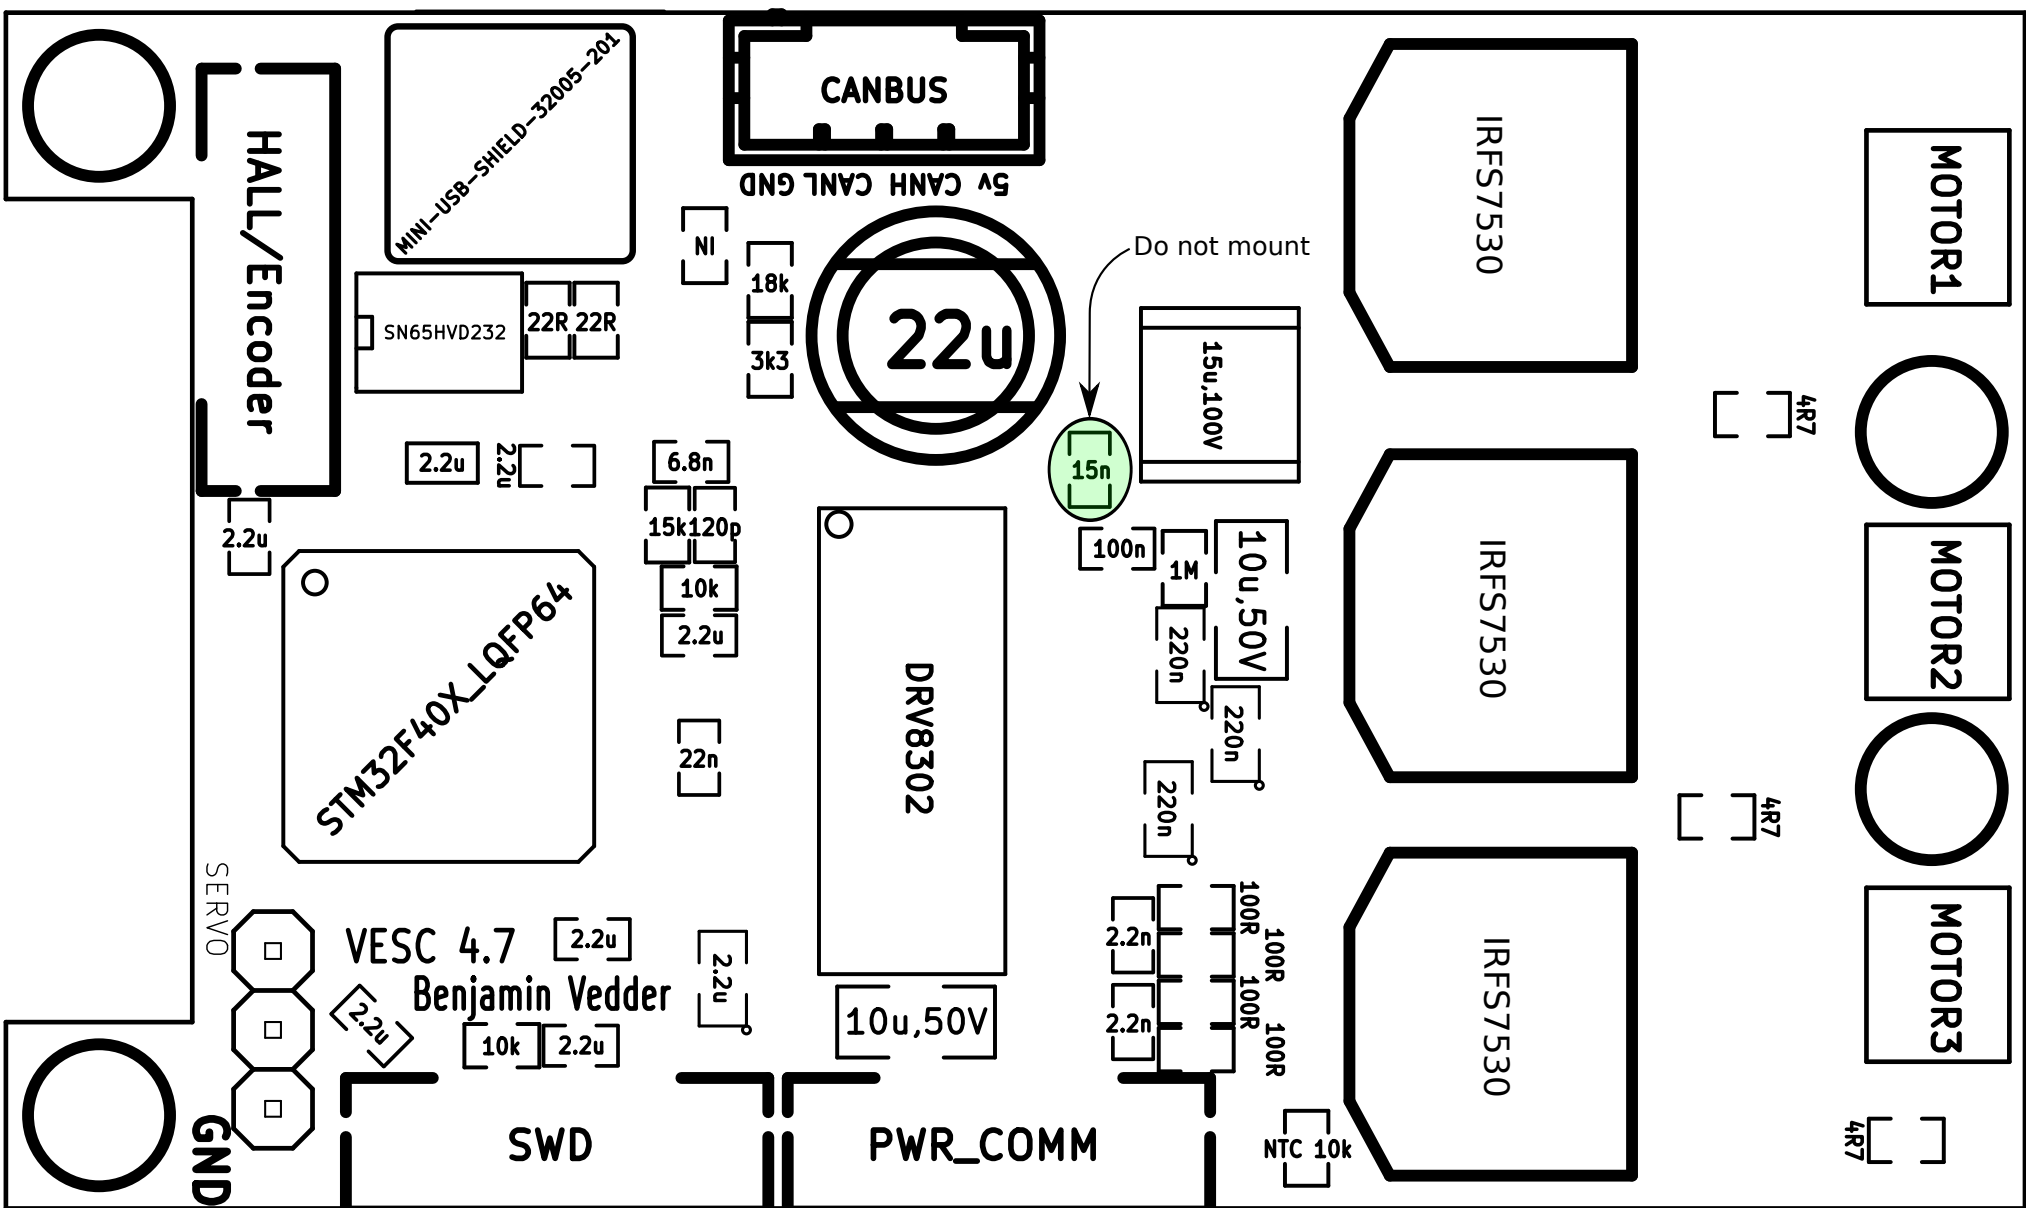 HALL/Encoder
MINI-USB-SHIELD-32005-201
CANBUS
GND CANL CANH 5v
IN
18k
3k3
22u
Do not mount
15u,100V
IRFS7530
MOTOR1
SN65HVD232
22R
22R
4R7
2.2u
2.2u
6.8n
15n
2.2u
15k
120p
100n
1M
10u,50V
10k
2.2u
220n
IRFS7530
MOTOR2
STM32F40X_LQFP64
22n
DRV8302
220n
220n
4R7
SERVO
VESC 4.7
Benjamin Vedder
2.2u
2.2u
2.2u
10k
2.2u
10u,50V
2.2n
2.2n
100R
100R
100R
100R
IRFS7530
MOTOR3
GND
SWD
PWR_COMM
NTC 10k
4R7